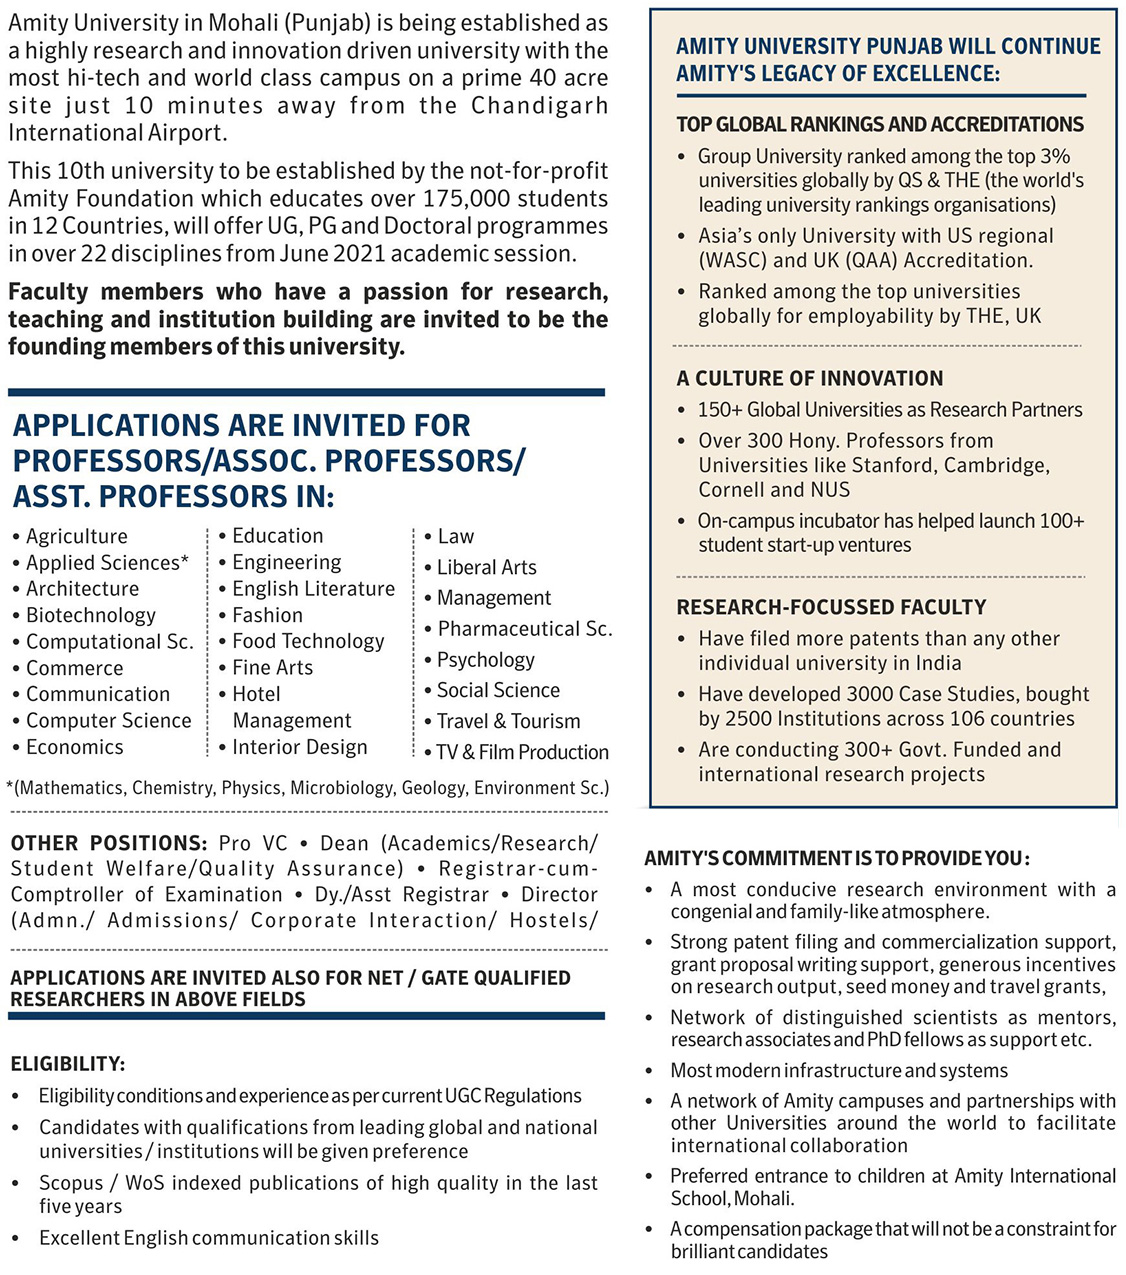 Amity University in Mohali (Punjab) is being established as
a highly research and innovation driven university with the
most hi-tech and world class campus on a prime 40 acre
site just 10 minutes away from the Chandigarh
International Airport.
This 10th university to be established by the not-for-profit
Amity Foundation which educates over 175,000 students
in 12 Countries, will offer UG, PG and Doctoral programmes
in over 22 disciplines from June 2021 academic session.
Faculty members who have a passion for research,
teaching and institution building are invited to be the
founding members of this university.
APPLICATIONS ARE INVITED FOR
PROFESSORS/ASSOC. PROFESSORS/
ASST. PROFESSORS IN:
• Agriculture
• Applied Sciences*
• Architecture
• Biotechnology
• Computational Sc.
• Commerce
• Communication
• Computer Science
• Economics
• Education
• Engineering
• English Literature
• Fashion
• Food Technology
• Fine Arts
• Hotel
Management
• Interior Design
• Law
• Liberal Arts
• Management
• Pharmaceutical Sc.
• Psychology
• Social Science
• Travel & Tourism
• TV & Film Production
*(Mathematics, Chemistry, Physics, Microbiology, Geology, Environment Sc.)
OTHER POSITIONS: Pro VC • Dean (Academics/Research/
Student Welfare/Quality Assurance) • Registrar-cum-
Comptroller of Examination • Dy./Asst Registrar • Director
(Admn./ Admissions/ Corporate Interaction/ Hostels/
APPLICATIONS ARE INVITED ALSO FOR NET / GATE QUALIFIED
RESEARCHERS IN ABOVE FIELDS
ELIGIBILITY:
• Eligibility conditions and experience as per current UGC Regulations
• Candidates with qualifications from leading global and national
universities / institutions will be given preference
• Scopus / WoS indexed publications of high quality in the last
five years
• Excellent English communication skills
AMITY UNIVERSITY PUNJAB WILL CONTINUE
AMITY'S LEGACY OF EXCELLENCE:
TOP GLOBAL RANKINGS AND ACCREDITATIONS
• Group University ranked among the top 3%
universities globally by QS & THE (the world's
leading university rankings organisations)
• Asia's only University with US regional
(WASC) and UK (QAA) Accreditation.
• Ranked among the top universities
globally for employability by THE, UK
A CULTURE OF INNOVATION
• 150+ Global Universities as Research Partners
• Over 300 Hony. Professors from
Universities like Stanford, Cambridge,
Cornell and NUS
• On-campus incubator has helped launch 100+
student start-up ventures
RESEARCH-FOCUSSED FACULTY
• Have filed more patents than any other
individual university in India
• Have developed 3000 Case Studies, bought
by 2500 Institutions across 106 countries
• Are conducting 300+ Govt. Funded and
international research projects
AMITY'S COMMITMENT IS TO PROVIDE YOU:
• A most conducive research environment with a
congenial and family-like atmosphere.
• Strong patent filing and commercialization support,
grant proposal writing support, generous incentives
on research output, seed money and travel grants,
• Network of distinguished scientists as mentors,
research associates and PhD fellows as support etc.
• Most modern infrastructure and systems
• A network of Amity campuses and partnerships with
other Universities around the world to facilitate
international collaboration
• Preferred entrance to children at Amity International
School, Mohali.
• A compensation package that will not be a constraint for
brilliant candidates